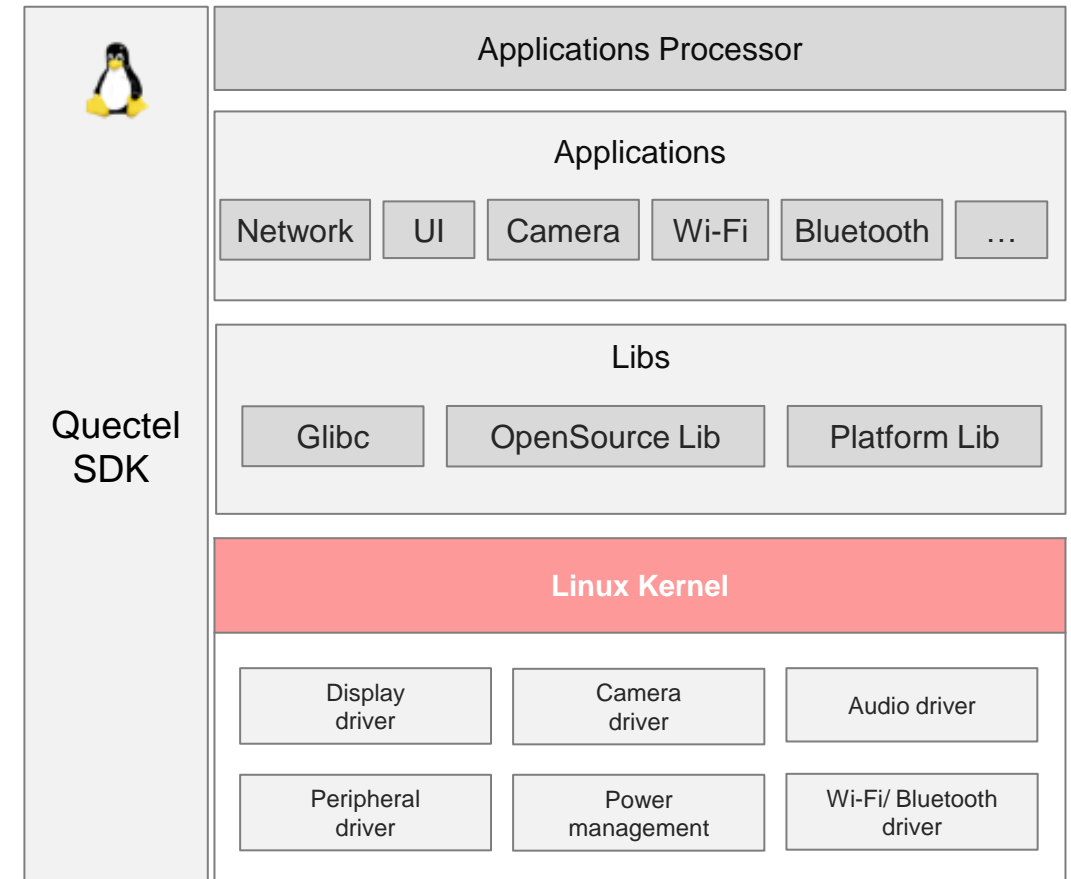 Quectel
SDK
Applications Processor
Applications
Network
UI
Camera
Wi-Fi
Bluetooth
…
Libs
Glibc
OpenSource Lib
Platform Lib
Linux Kernel
Display
driver
Camera
driver
Audio driver
Peripheral
driver
Power
management
Wi-Fi/ Bluetooth
driver